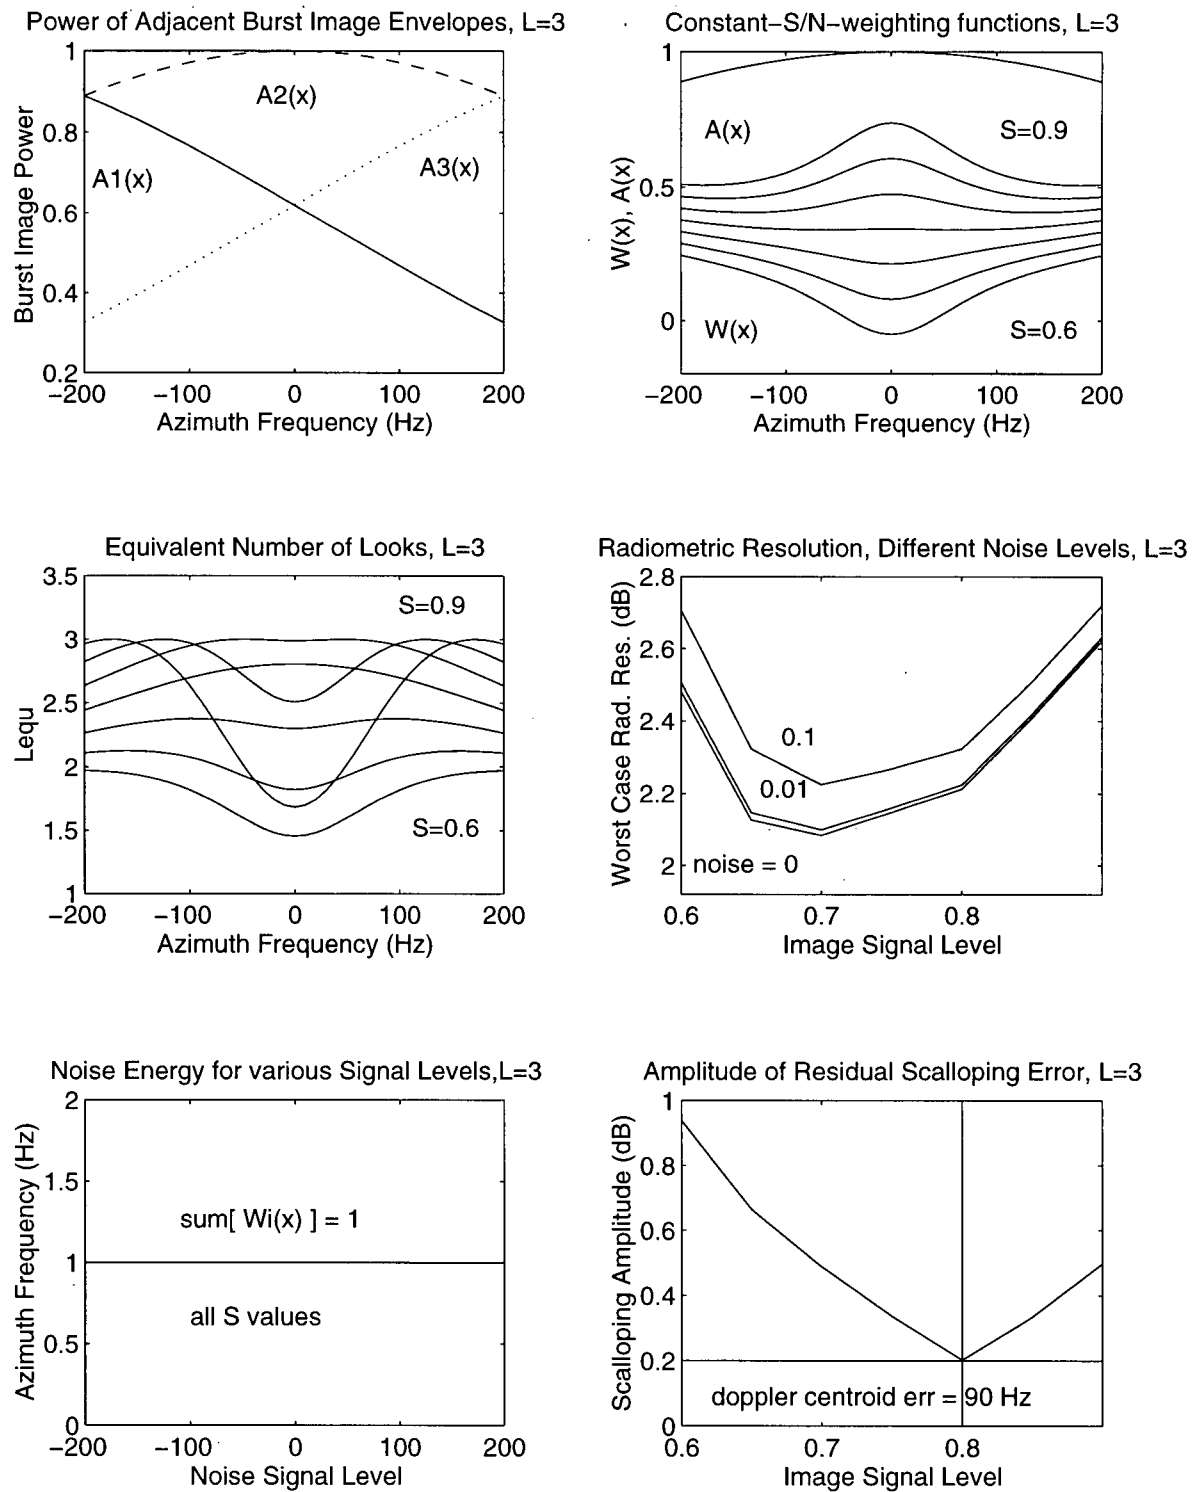 Power of Adjacent Burst Image Envelopes, L=3
Burst Image Power
1
0.8
0.6
0.4
0.2
A2(x)
A1(x)
A3(x)
−200 −100 0 100 200
Azimuth Frequency (Hz)
Constant−S/N−weighting functions, L=3
W(x), A(x)
1
0.5
0
A(x)
S=0.9
W(x)
S=0.6
−200 −100 0 100 200
Azimuth Frequency (Hz)
Equivalent Number of Looks, L=3
Lequ
3.5
3
2.5
2
1.5
1
S=0.9
S=0.6
−200 −100 0 100 200
Azimuth Frequency (Hz)
Radiometric Resolution, Different Noise Levels, L=3
Worst Case Rad. Res. (dB)
2.8
2.6
2.4
2.2
2
0.1
0.01
noise = 0
0.6 0.7 0.8
Image Signal Level
Noise Energy for various Signal Levels,L=3
Azimuth Frequency (Hz)
2
1.5
1
0.5
0
sum[ Wi(x) ] = 1
all S values
−200 −100 0 100 200
Noise Signal Level
Amplitude of Residual Scalloping Error, L=3
Scalloping Amplitude (dB)
1
0.8
0.6
0.4
0.2
0
doppler centroid err = 90 Hz
0.6 0.7 0.8
Image Signal Level